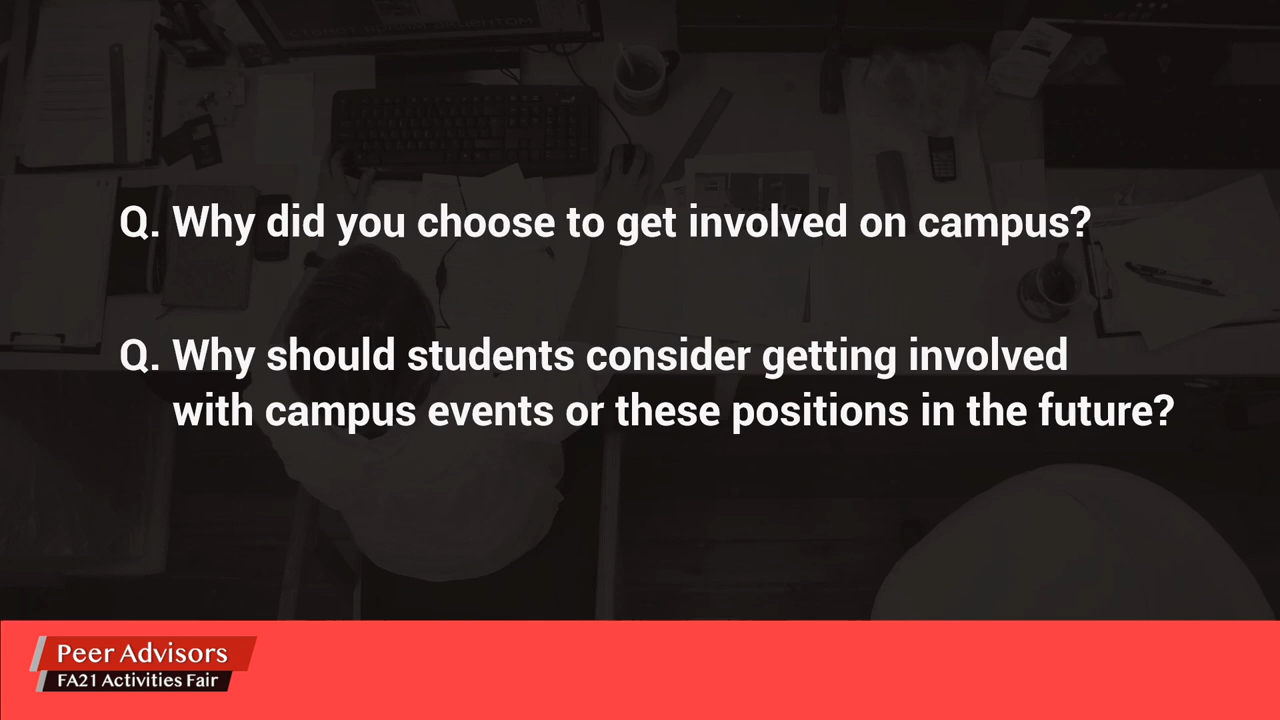 Q. Why did you choose to get involved on campus?
Q. Why should students consider getting involved
with campus events or these positions in the future?
Peer Advisors
FA21 Activities Fair